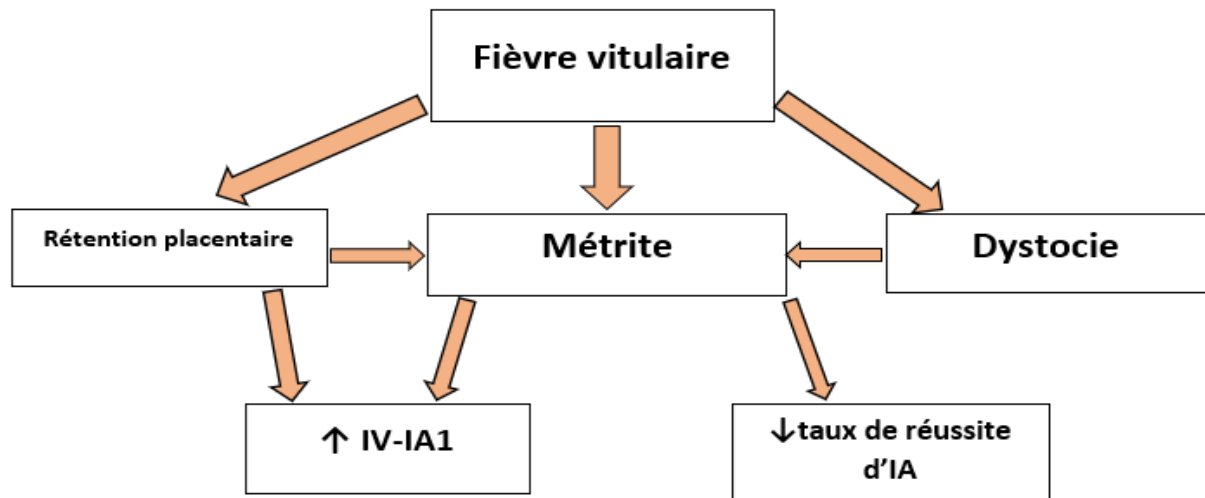 Fièvre vitulaire
Rétention placentaire
Métrite
Dystocie
↑ IV-IA1
↓taux de réussite
d'IA